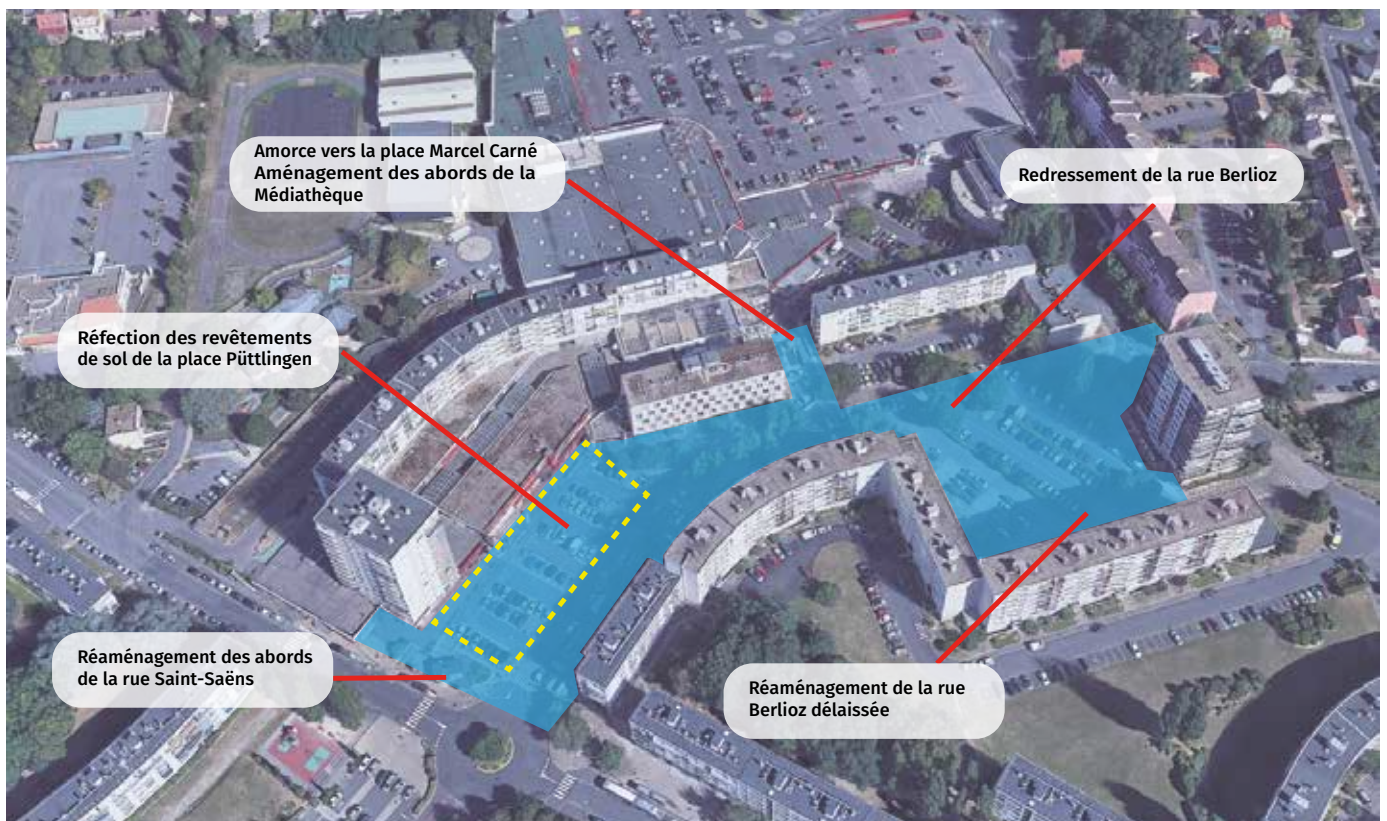 Amorce vers la place Marcel Carné
Aménagement des abords de la
Médiathèque
Redressement de la rue Berlioz
Réfection des revêtements
de sol de la place Püttlingen
Réaménagement des abords
de la rue Saint-Saëns
Réaménagement de la rue
Berlioz délaissée